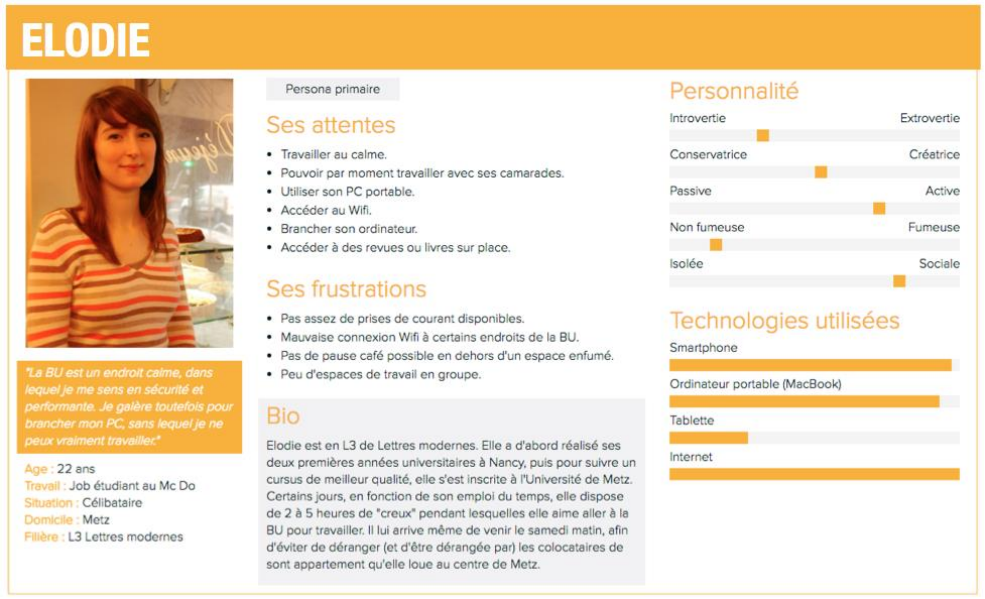 ELODIE
"La BU est un endroit calme, dans
lequel je me sens en sécurité et
performante. Je galère toutefois pour
brancher mon PC, sans lequel je ne
peux vraiment travailler."
Age : 22 ans
Travail : Job étudiant au Mc Do
Situation : Célibataire
Domicile : Metz
Filière : L3 Lettres modernes
Persona primaire
Ses attentes
• Travailler au calme.
• Pouvoir par moment travailler avec ses camarades.
• Utiliser son PC portable.
• Accéder au Wifi.
• Brancher son ordinateur.
• Accéder à des revues ou livres sur place.
Ses frustrations
• Pas assez de prises de courant disponibles.
• Mauvaise connexion Wifi à certains endroits de la BU.
• Pas de pause café possible en dehors d'un espace enfumé.
• Peu d'espaces de travail en groupe.
Bio
Elodie est en L3 de Lettres modernes. Elle a d'abord réalisé ses
deux premières années universitaires à Nancy, puis pour suivre un
cursus de meilleur qualité, elle s'est inscrite à l'Université de Metz.
Certains jours, en fonction de son emploi du temps, elle dispose
de 2 à 5 heures de "creux" pendant lesquelles elle aime aller à la
BU pour travailler. Il lui arrive même de venir le samedi matin, afin
d'éviter de déranger (et d'être dérangée par) les colocataires de
sont appartement qu'elle loue au centre de Metz.
Personnalité
Introvertie Extrovertie
Conservatrice Créatrice
Passive Active
Non fumeuse Fumeuse
Isolée Sociale
Technologies utilisées
Smartphone
Ordinateur portable (MacBook)
Tablette
Internet